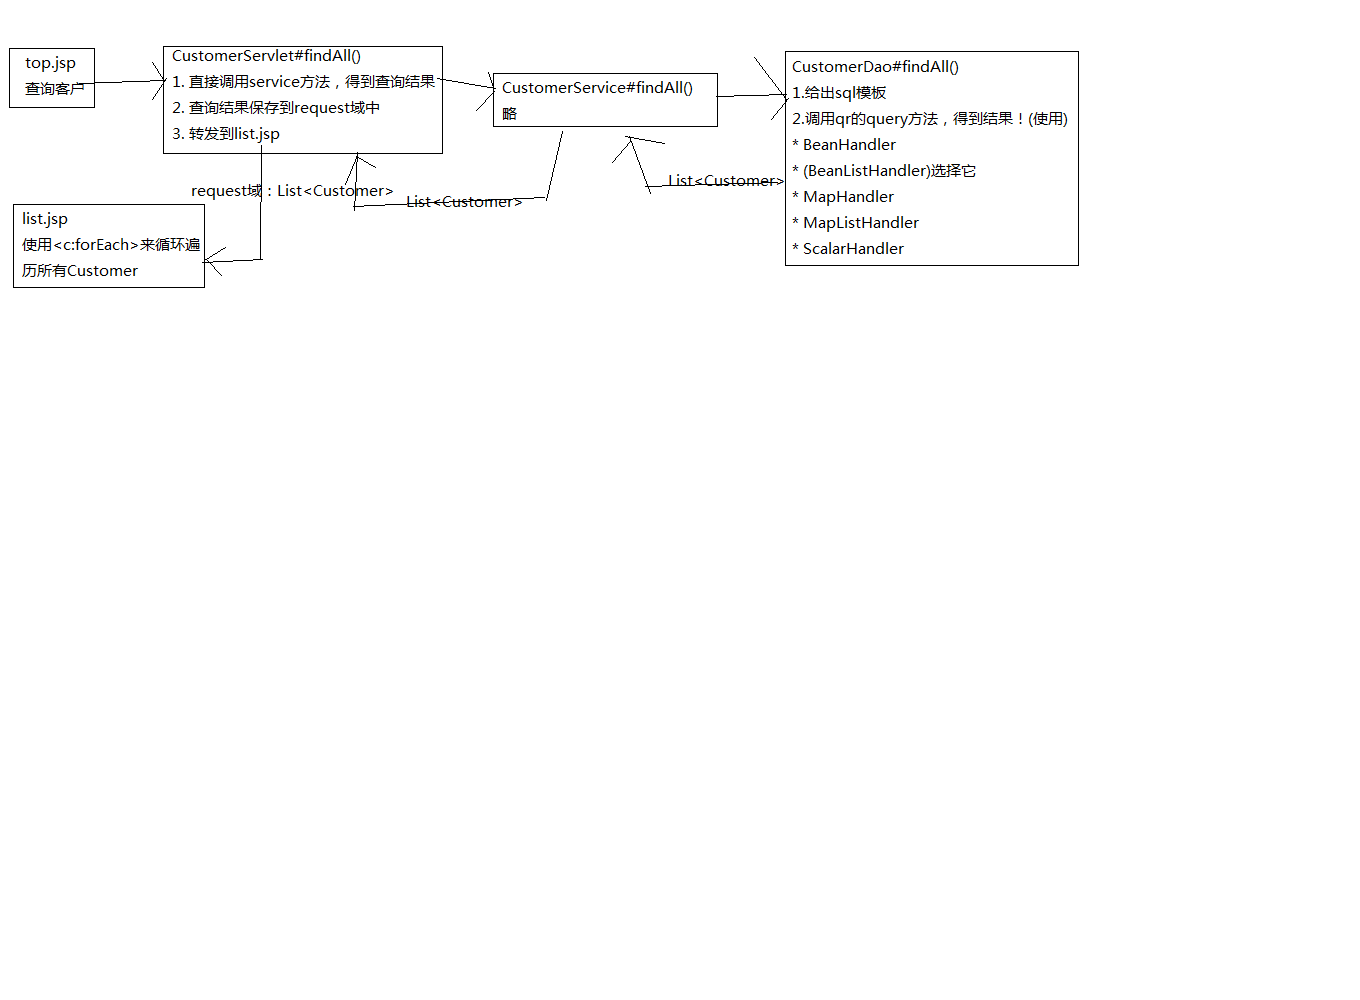 top.jsp
查询客户
CustomerServlet#findAll()
1. 直接调用service方法，得到查询结果
2. 查询结果保存到request域中
3. 转发到list.jsp
CustomerService#findAll()
略
CustomerDao#findAll()
1.给出sql模板
2.调用qr的query方法，得到结果！(使用)
* BeanHandler
* (BeanListHandler)选择它
* MapHandler
* MapListHandler
* ScalarHandler
List<Customer>
List<Customer>
request域：List<Customer>
list.jsp
使用<c:forEach>来循环遍
历所有Customer